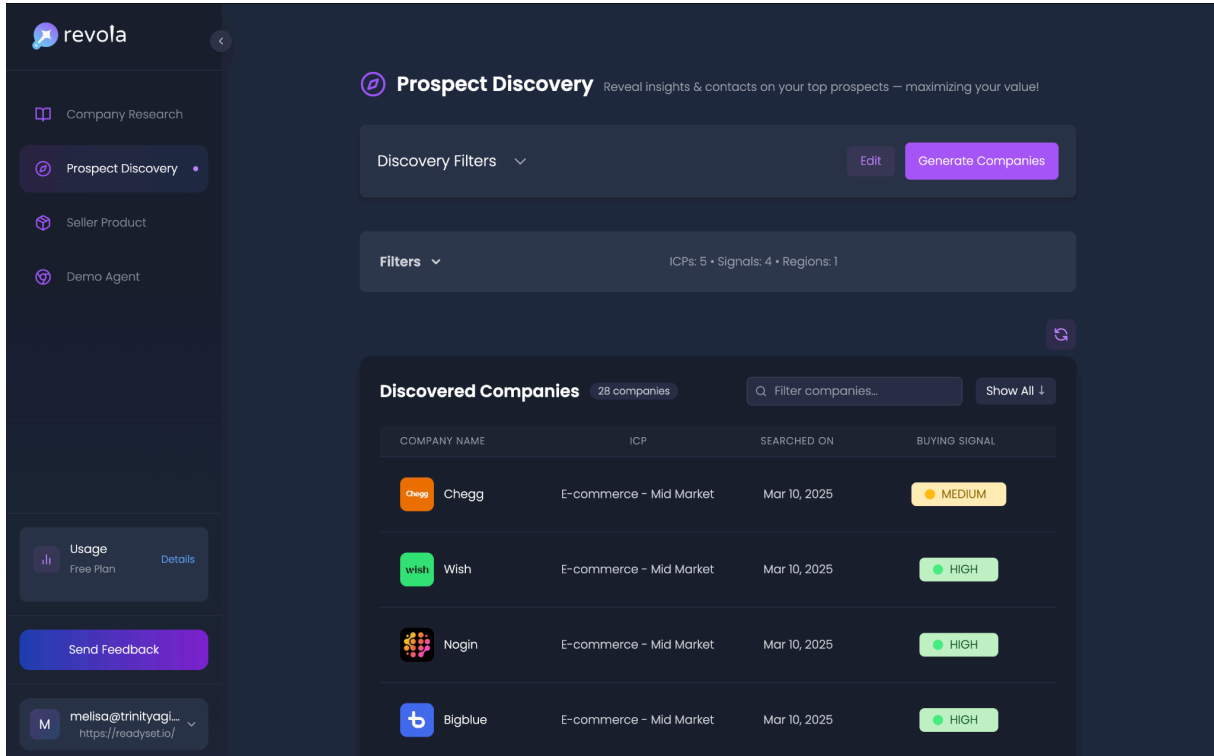 revola
Company Research
Prospect Discovery
Seller Product
Demo Agent
Usage
Free Plan
Details
Send Feedback
M
melisa@trinityagi....
https://readyset.io/
Prospect Discovery Reveal insights & contacts on your top prospects — maximizing your value!
Discovery Filters Edit Generate Companies
Filters ICPs: 5 • Signals: 4 • Regions: 1
Discovered Companies 28 companies Filter companies... Show All ↓
COMPANY NAME ICP SEARCHED ON BUYING SIGNAL
Chegg Chegg E-commerce - Mid Market Mar 10, 2025 MEDIUM
wish Wish E-commerce - Mid Market Mar 10, 2025 HIGH
Nogin E-commerce - Mid Market Mar 10, 2025 HIGH
Bigblue E-commerce - Mid Market Mar 10, 2025 HIGH